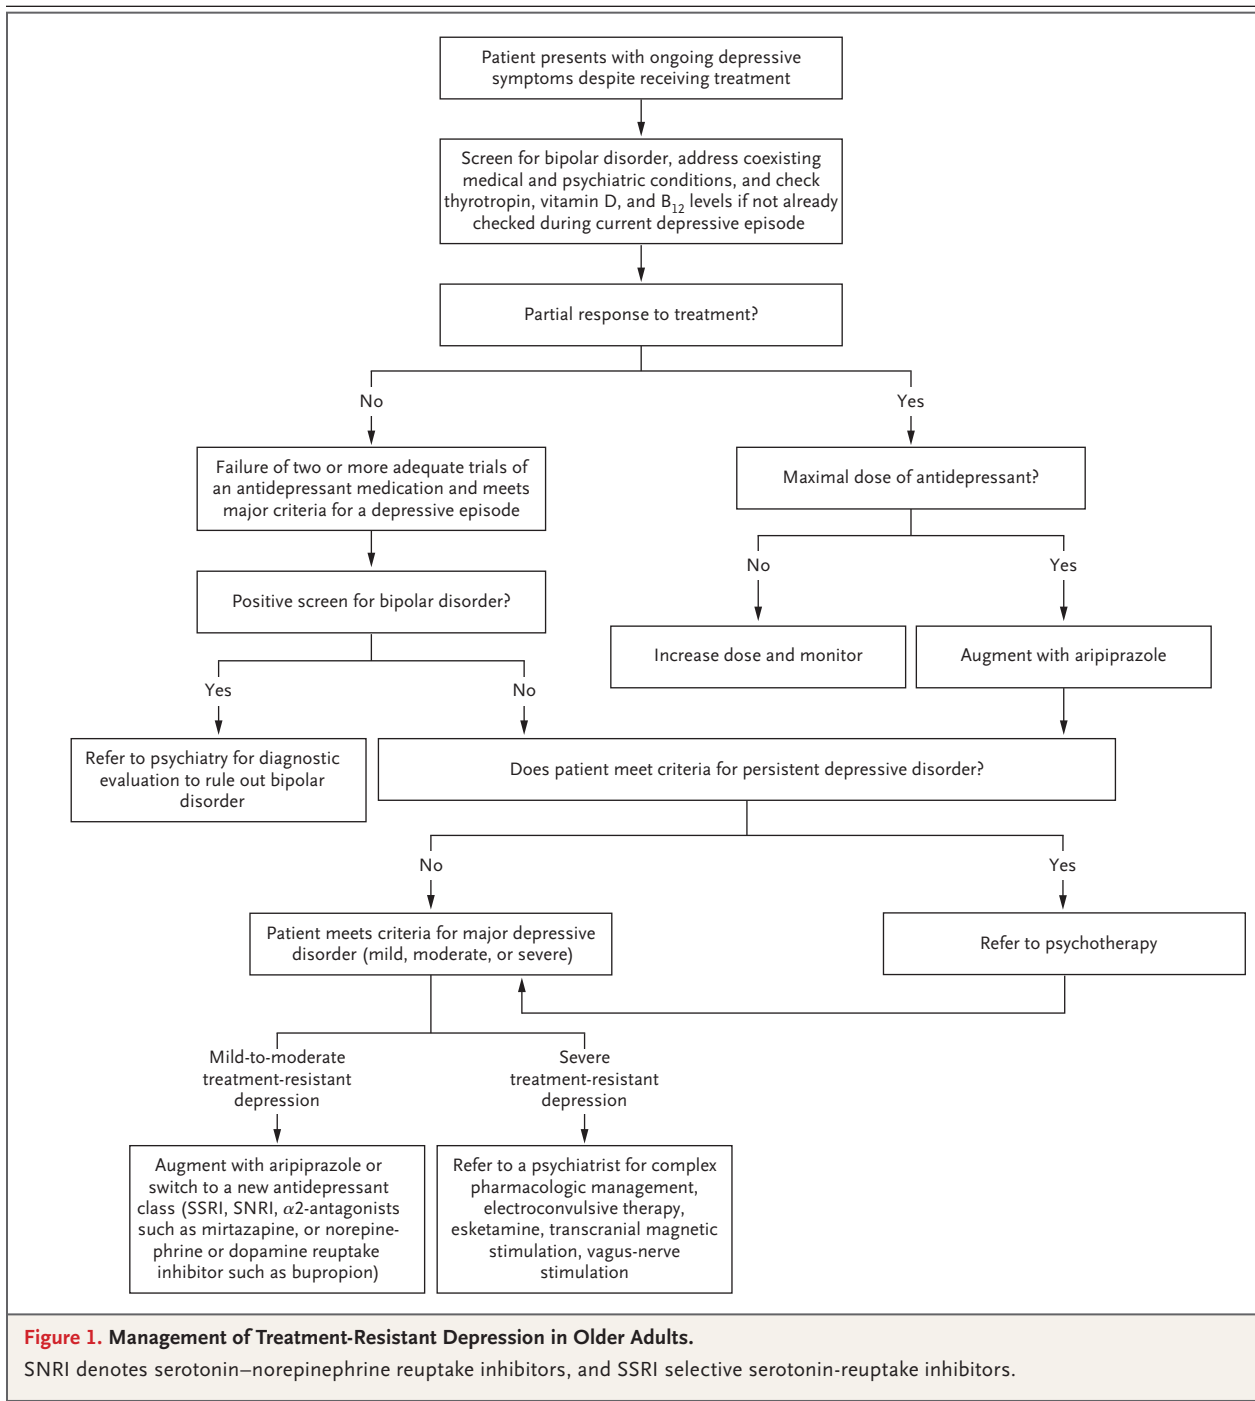 Patient presents with ongoing depressive
symptoms despite receiving treatment
Screen for bipolar disorder, address coexisting
medical and psychiatric conditions, and check
thyrotropin, vitamin D, and B12 levels if not already
checked during current depressive episode
Partial response to treatment?
No
Yes
Failure of two or more adequate trials of
an antidepressant medication and meets
major criteria for a depressive episode
Maximal dose of antidepressant?
No
Yes
Positive screen for bipolar disorder?
Increase dose and monitor
Augment with aripiprazole
Yes
No
Refer to psychiatry for diagnostic
evaluation to rule out bipolar
disorder
Does patient meet criteria for persistent depressive disorder?
No
Yes
Patient meets criteria for major depressive
disorder (mild, moderate, or severe)
Refer to psychotherapy
Mild-to-moderate
treatment-resistant
depression
Severe
treatment-resistant
depression
Augment with aripiprazole or
switch to a new antidepressant
class (SSRI, SNRI, α2-antagonists
such as mirtazapine, or norepine-
phrine or dopamine reuptake
inhibitor such as bupropion)
Refer to a psychiatrist for complex
pharmacologic management,
electroconvulsive therapy,
esketamine, transcranial magnetic
stimulation, vagus-nerve
stimulation
Figure 1. Management of Treatment-Resistant Depression in Older Adults.
SNRI denotes serotonin–norepinephrine reuptake inhibitors, and SSRI selective serotonin-reuptake inhibitors.